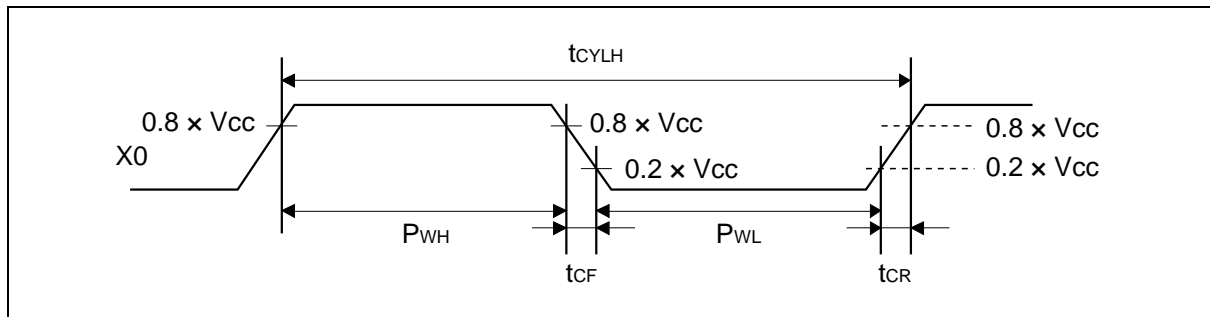 tCYLH
0.8 × Vcc
0.8 × Vcc
0.8 × Vcc
X0
0.2 × Vcc
0.2 × Vcc
PWH
PWL
tCF
tCR